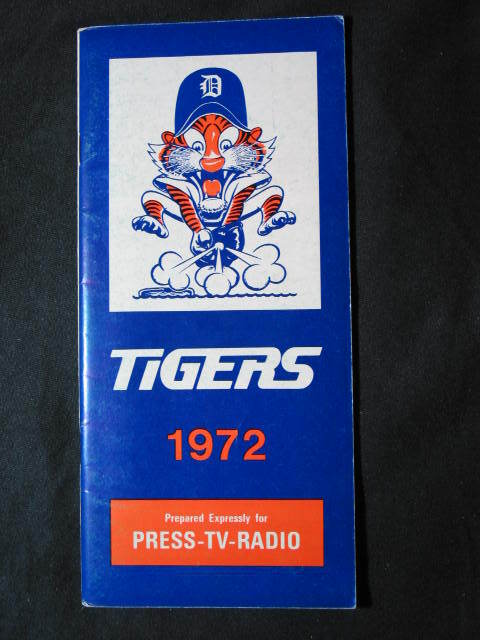 D
TiGERS
1972
Prepared Expressly for
PRESS-TV-RADIO